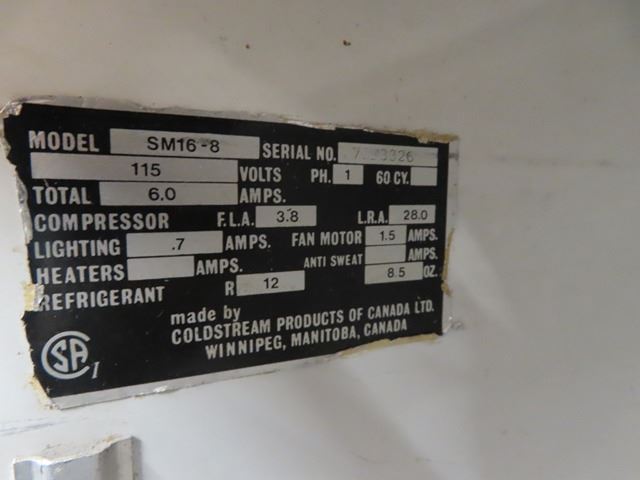 MODEL SM16-8 SERIAL NO.
115 VOLTS PH. 1 60 CY.
TOTAL 6.0 AMPS.
COMPRESSOR F.L.A. 3.8 L.R.A. 28.0
LIGHTING .7 AMPS. FAN MOTOR 1.5 AMPS.
HEATERS AMPS. ANTI SWEAT AMPS.
REFRIGERANT R 12 8.5 OZ.
made by
COLDSTREAM PRODUCTS OF CANADA LTD.
WINNIPEG, MANITOBA, CANADA
CSA I